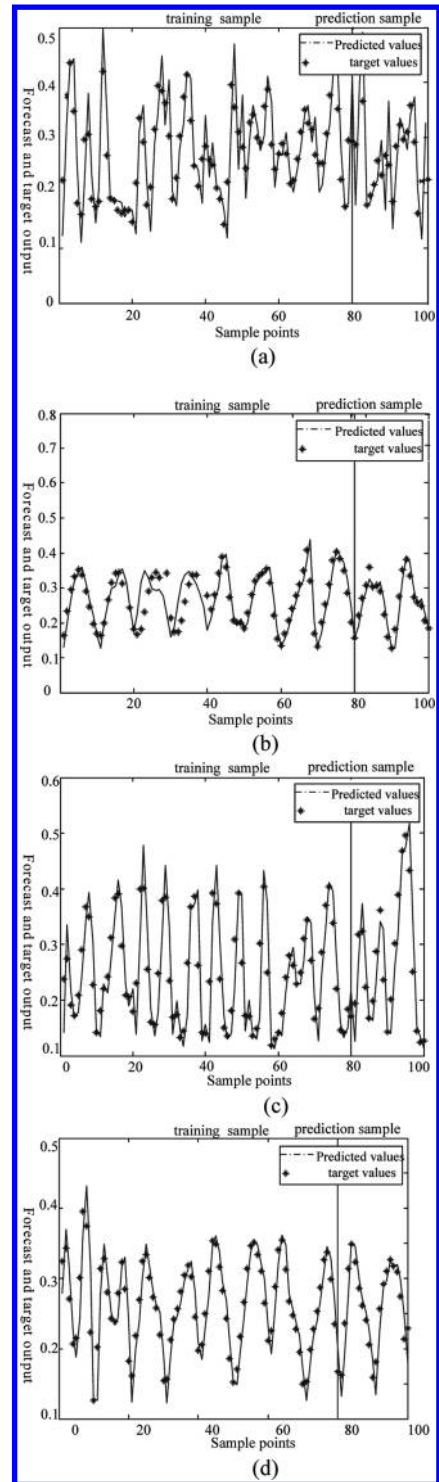 training sample prediction sample
0.5
0.4
0.3
0.2
0.1
0
Forecast and target output
Predicted values
target values
20 40 60 80 100
Sample points
(a)
training sample prediction sample
0.8
0.7
0.6
0.5
0.4
0.3
0.2
0.1
0
Forecast and target output
Predicted values
target values
20 40 60 80 100
Sample points
(b)
training sample prediction sample
0.6
0.5
0.4
0.3
0.2
0.1
Forecast and target output
Predicted values
target values
0 20 40 60 80 100
Sample points
(c)
training sample prediction sample
0.5
0.4
0.3
0.2
0.1
Forecast and target output
Predicted values
target values
0 20 40 60 80 100
Sample points
(d)